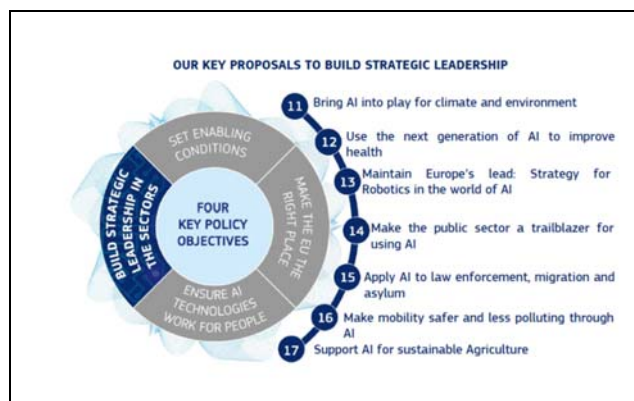 OUR KEY PROPOSALS TO BUILD STRATEGIC LEADERSHIP
SET ENABLING
CONDITIONS
MAKE THE EU THE
RIGHT PLACE
ENSURE AI
TECHNOLOGIES
WORK FOR PEOPLE
BUILD STRATEGIC
LEADERSHIP IN
THE SECTORS
FOUR
KEY POLICY
OBJECTIVES
11 Bring AI into play for climate and environment
12 Use the next generation of AI to improve
health
13 Maintain Europe's lead: Strategy for
Robotics in the world of AI
14 Make the public sector a trailblazer for
using AI
15 Apply AI to law enforcement, migration and
asylum
16 Make mobility safer and less polluting through
AI
17 Support AI for sustainable Agriculture